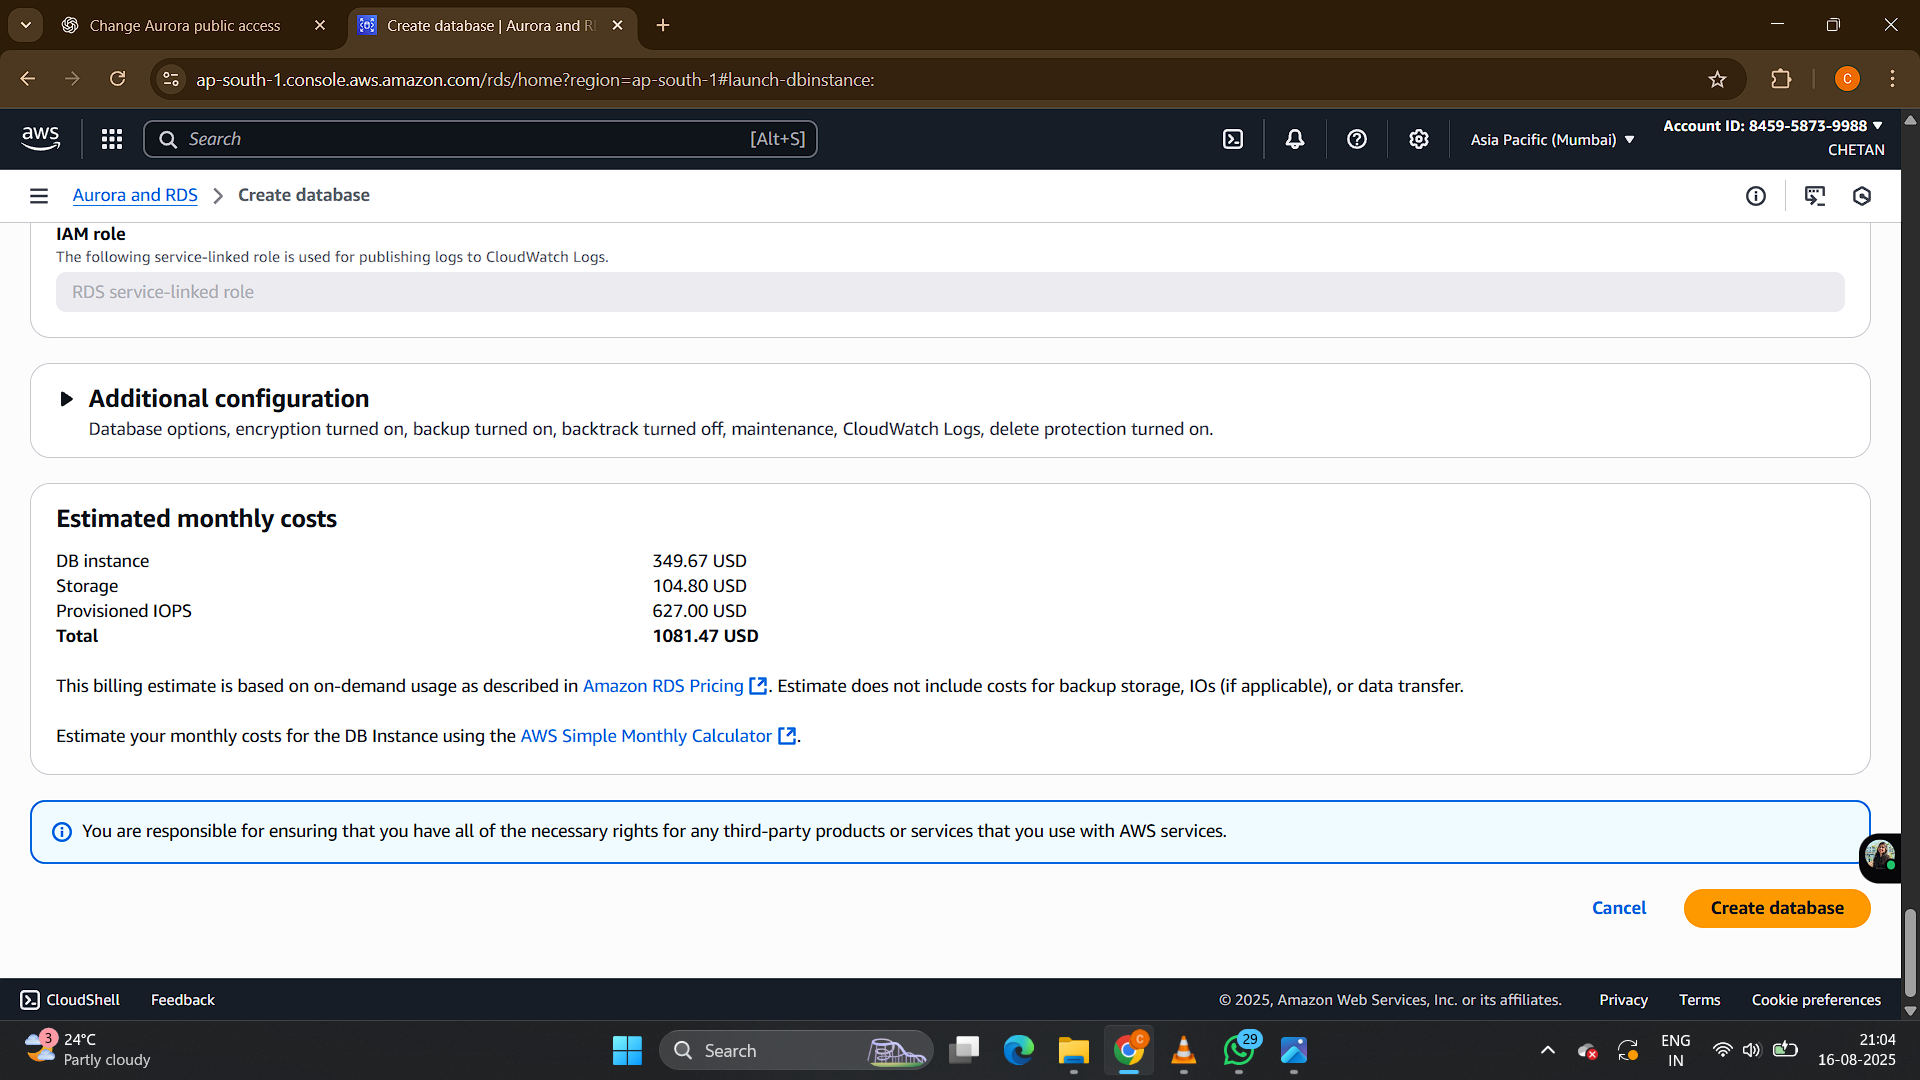 Change Aurora public access
Create database | Aurora and R
ap-south-1.console.aws.amazon.com/rds/home?region=ap-south-1#launch-dbinstance:
C
aws
Search
[Alt+S]
Asia Pacific (Mumbai)
Account ID: 8459-5873-9988
CHETAN
Aurora and RDS
Create database
IAM role
The following service-linked role is used for publishing logs to CloudWatch Logs.
RDS service-linked role
Additional configuration
Database options, encryption turned on, backup turned on, backtrack turned off, maintenance, CloudWatch Logs, delete protection turned on.
Estimated monthly costs
DB instance 349.67 USD
Storage 104.80 USD
Provisioned IOPS 627.00 USD
Total 1081.47 USD
This billing estimate is based on on-demand usage as described in Amazon RDS Pricing. Estimate does not include costs for backup storage, IOs (if applicable), or data transfer.
Estimate your monthly costs for the DB Instance using the AWS Simple Monthly Calculator.
You are responsible for ensuring that you have all of the necessary rights for any third-party products or services that you use with AWS services.
Cancel
Create database
CloudShell
Feedback
© 2025, Amazon Web Services, Inc. or its affiliates.
Privacy
Terms
Cookie preferences
3
24°C
Partly cloudy
Search
C
29
ENG
IN
21:04
16-08-2025